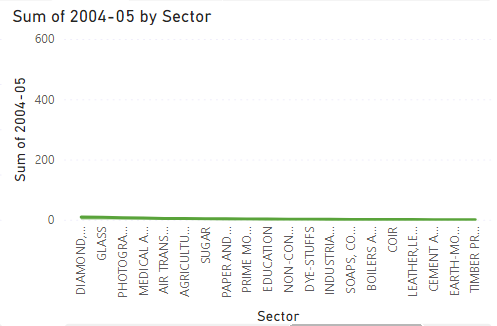 Sum of 2004-05 by Sector
600
400
200
0
Sum of 2004-05
DIAMOND,...
GLASS
PHOTOGRA...
MEDICAL A...
AIR TRANS...
AGRICULTU...
SUGAR
PAPER AND...
PRIME MO...
EDUCATION
NON-CON...
DYE-STUFFS
INDUSTRIA...
SOAPS, CO...
BOILERS A...
COIR
LEATHER,LE...
CEMENT A...
EARTH-MO...
TIMBER PR...
Sector